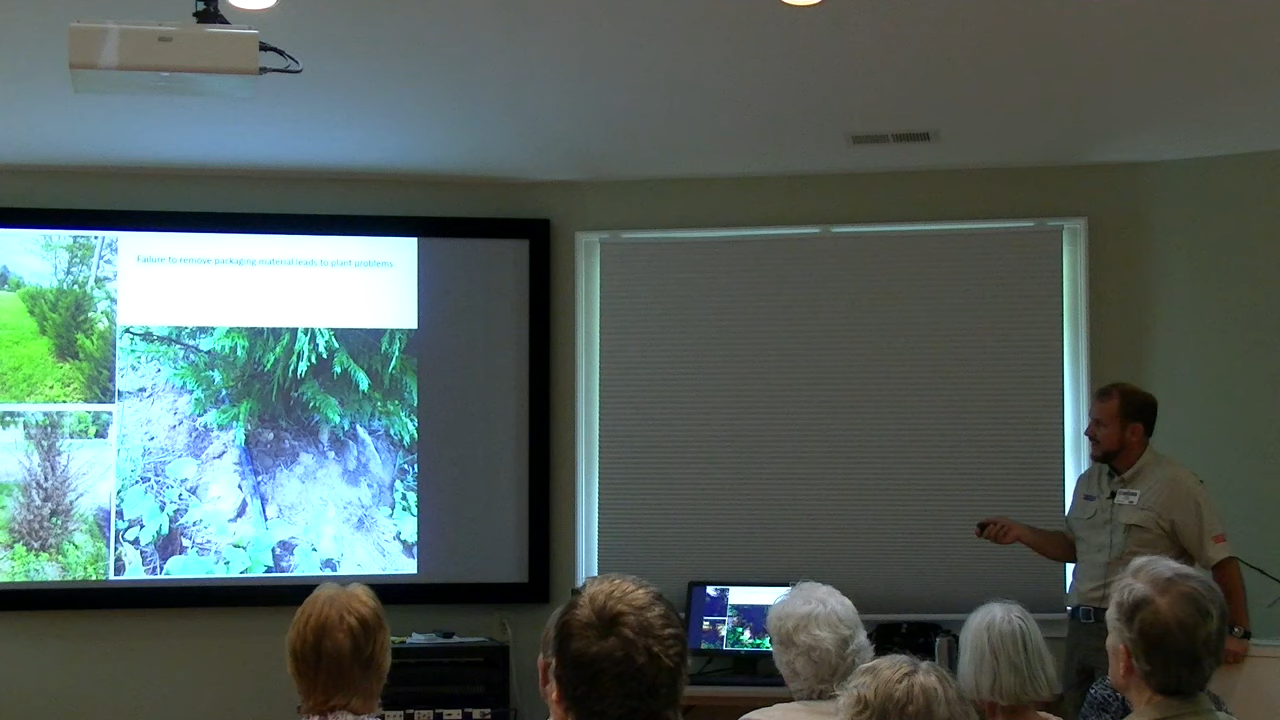 Failure to remove packaging material leads to plant problems.